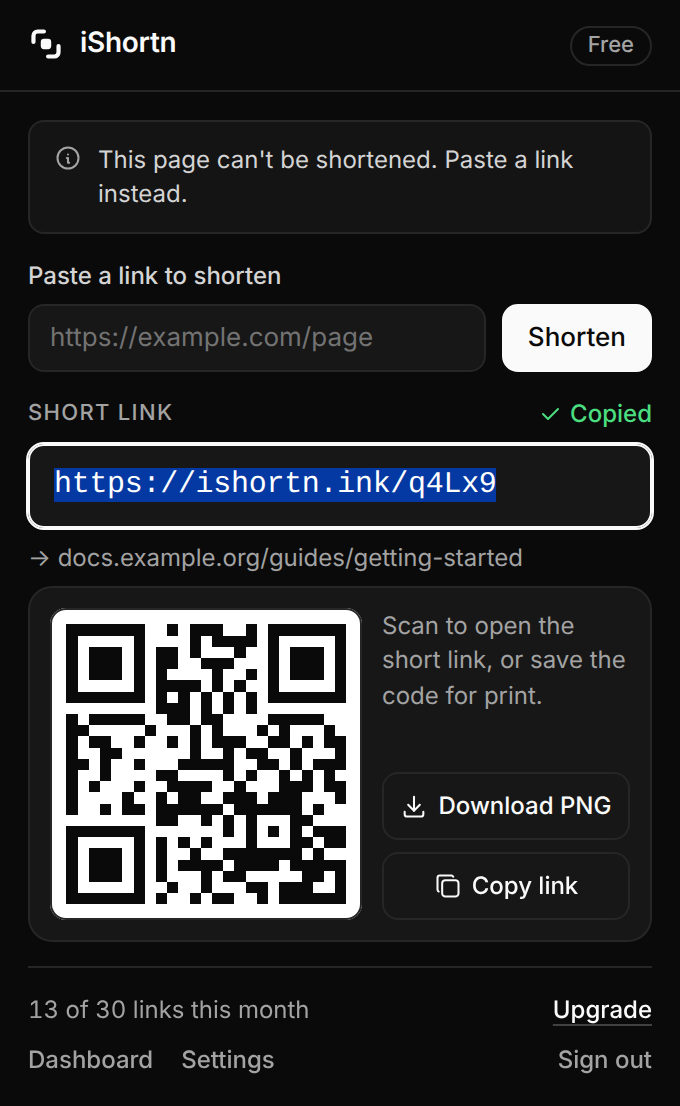 iShortn
Free
This page can't be shortened. Paste a link
instead.
Paste a link to shorten
https://example.com/page
Shorten
SHORT LINK
Copied
https://ishortn.ink/q4Lx9
→ docs.example.org/guides/getting-started
Scan to open the
short link, or save the
code for print.
Download PNG
Copy link
13 of 30 links this month
Upgrade
Dashboard
Settings
Sign out